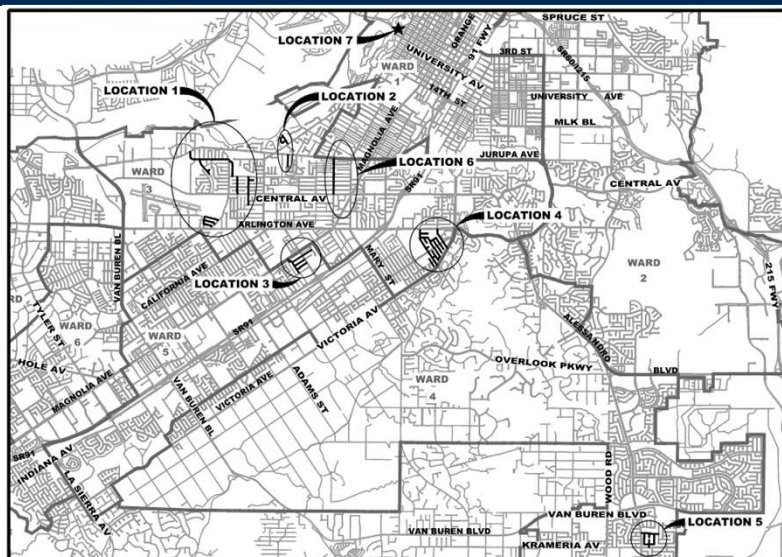 SPRUCE ST
LOCATION 7
ORANGE
91 FWY
3RD ST
SR60/I215
UNIVERSITY AV
WARD
1
LOCATION 1
LOCATION 2
14TH ST
UNIVERSITY AVE
MLK BL
MAGNOLIA AVE
JURUPA AVE
LOCATION 6
WARD
3
CENTRAL AV
CENTRAL AV
SR91
LOCATION 4
ARLINGTON AVE
VAN BUREN BL
MARY ST
WARD
2
215 FWY
CALIFORNIA AVE
LOCATION 3
TYLER ST
WARD
6
WARD
5
SR91
VICTORIA AV
ALESSANDRO
BLVD
HOLE AV
OVERLOOK PKWY
MAGNOLIA AVE
VAN BUREN BL
VICTORIA AVE
ADAMS ST
WARD
4
SR91
INDIANA AV
LA SIERRA AV
WOOD RD
VAN BUREN BLVD
LOCATION 5
VAN BUREN BLVD
KRAMERIA AV